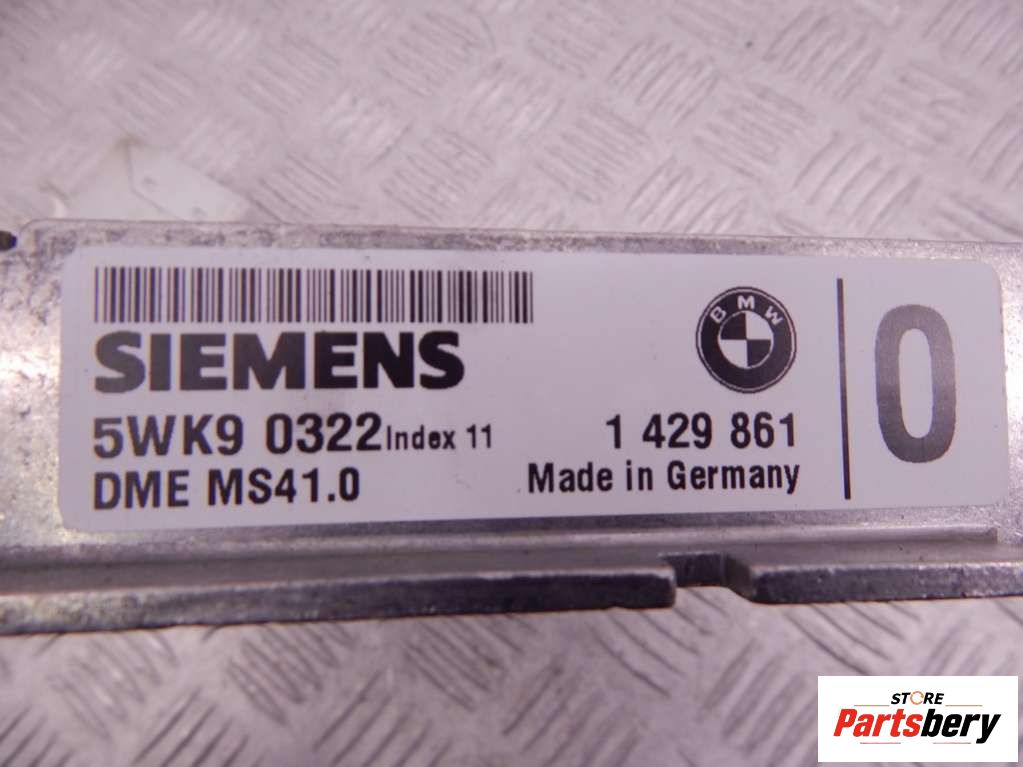 SIEMENS
5WK9 0322 Index 11
DME MS41.0
BMW
1 429 861
Made in Germany
0
STORE
Partsbery